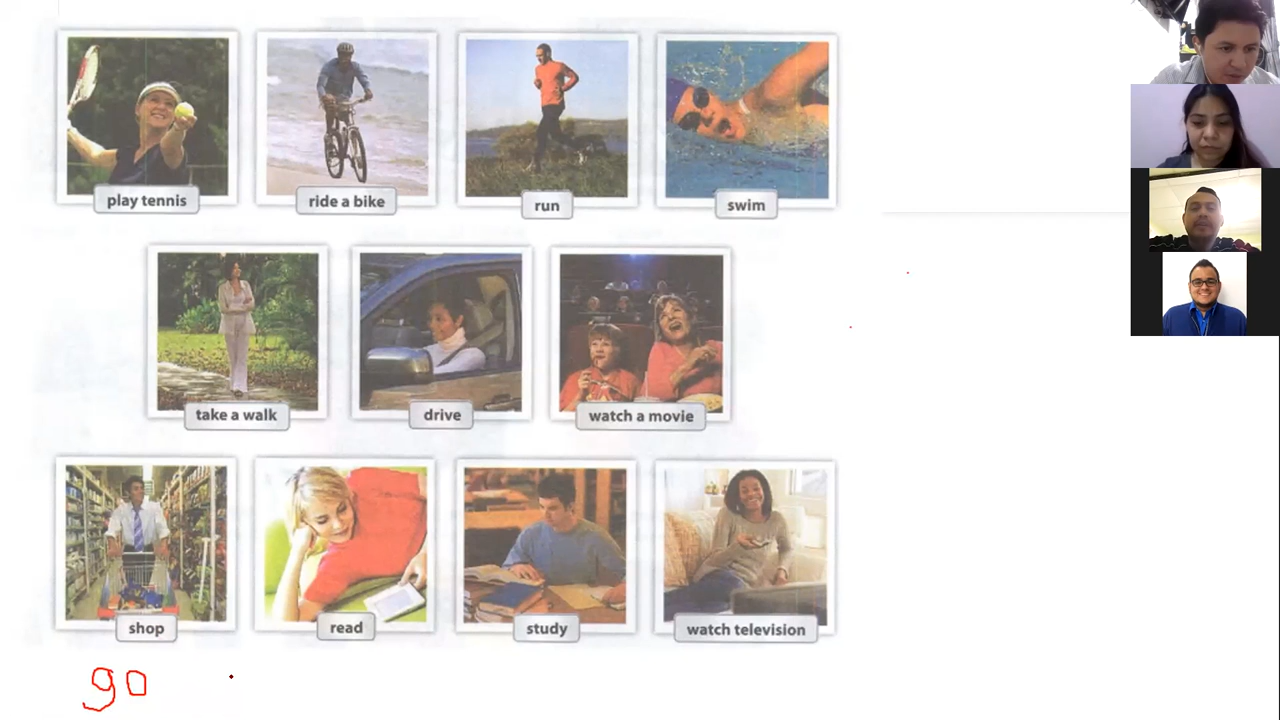 play tennis
ride a bike
run
swim
take a walk
drive
watch a movie
shop
read
study
watch television
go